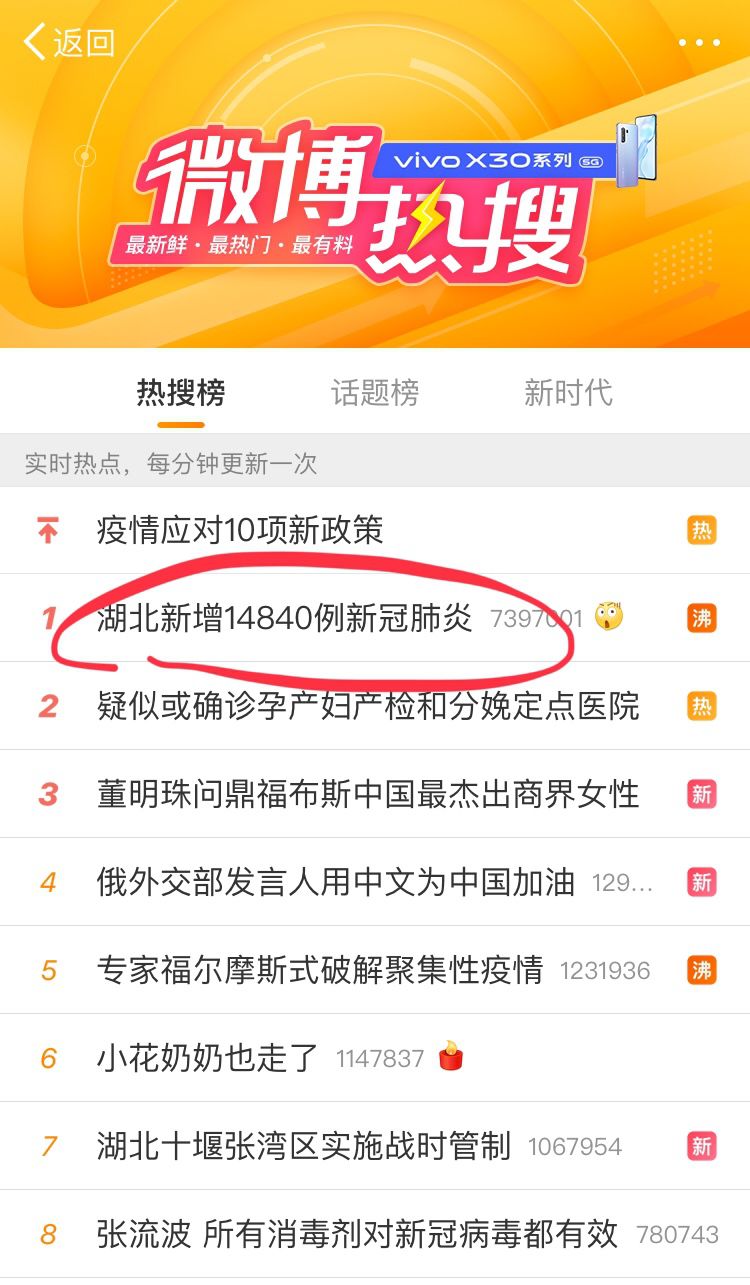 返回
微博热搜
vivo X30系列 5G
最新鲜·最热门·最有料
热搜榜 话题榜 新时代
实时热点，每分钟更新一次
疫情应对10项新政策 热
1 湖北新增14840例新冠肺炎 7397001 沸
2 疑似或确诊孕产妇产检和分娩定点医院 热
3 董明珠问鼎福布斯中国最杰出商界女性 新
4 俄外交部发言人用中文为中国加油 129... 新
5 专家福尔摩斯式破解聚集性疫情 1231936 沸
6 小花奶奶也走了 1147837
7 湖北十堰张湾区实施战时管制 1067954 新
8 张流波 所有消毒剂对新冠病毒都有效 780743